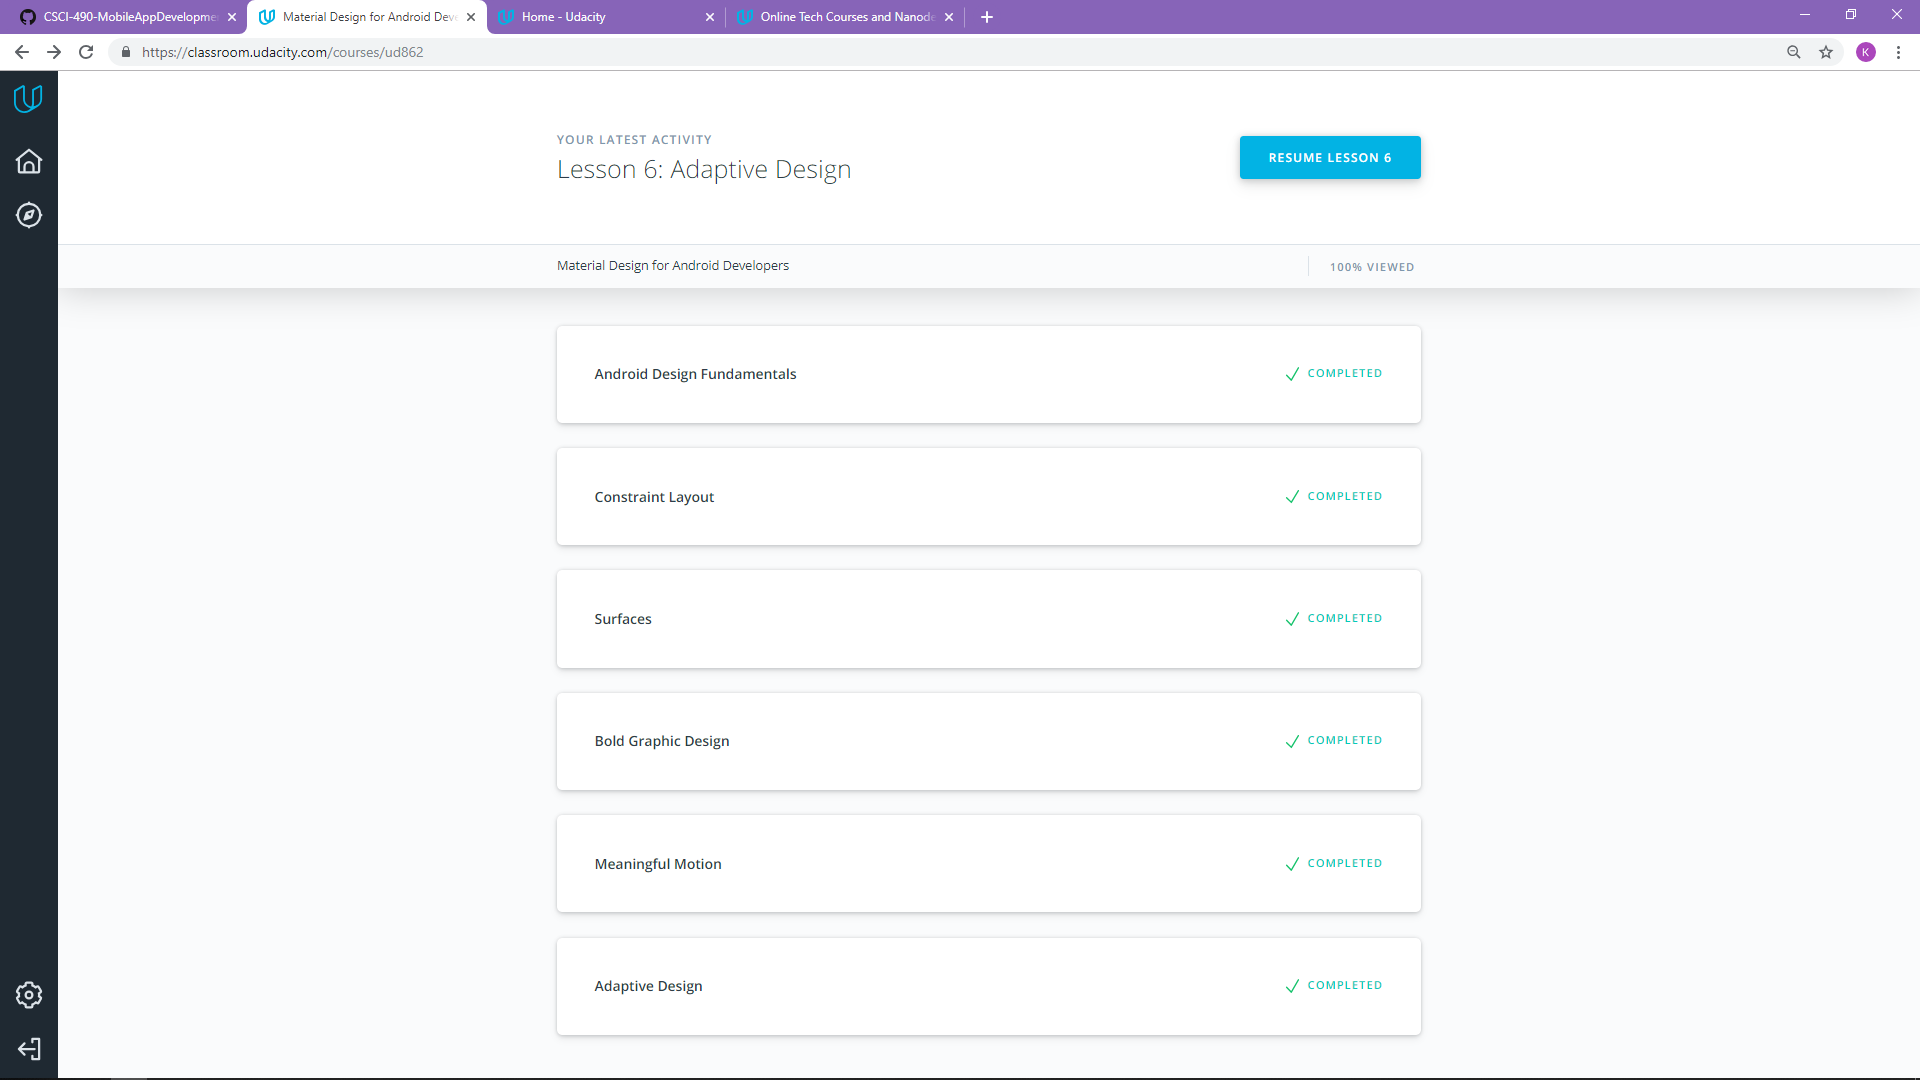 CSCI-490-MobileAppDevelopme
Material Design for Android Deve
Home - Udacity
Online Tech Courses and Nanode
https://classroom.udacity.com/courses/ud862
K
YOUR LATEST ACTIVITY
Lesson 6: Adaptive Design
RESUME LESSON 6
Material Design for Android Developers
100% VIEWED
Android Design Fundamentals
COMPLETED
Constraint Layout
COMPLETED
Surfaces
COMPLETED
Bold Graphic Design
COMPLETED
Meaningful Motion
COMPLETED
Adaptive Design
COMPLETED